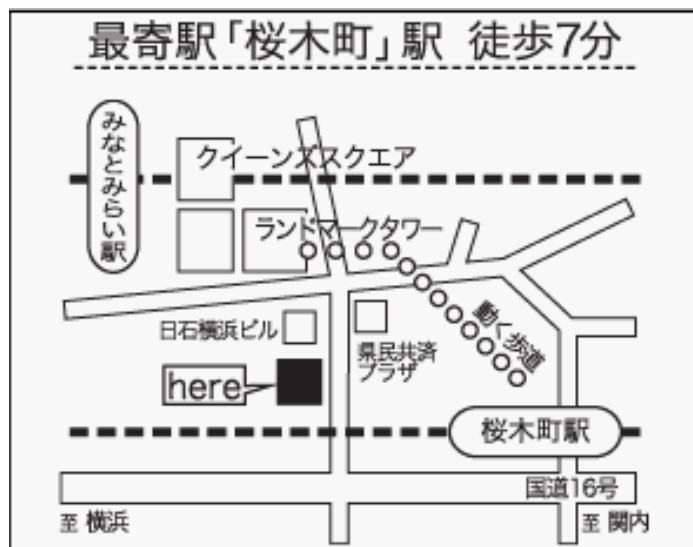 最寄駅「桜木町」駅 徒歩7分
みなとみらい駅
クイーンズスクエア
ランドマークタワー
動く歩道
日石横浜ビル
県民共済
プラザ
here
桜木町駅
国道16号
至 横浜
至 関内